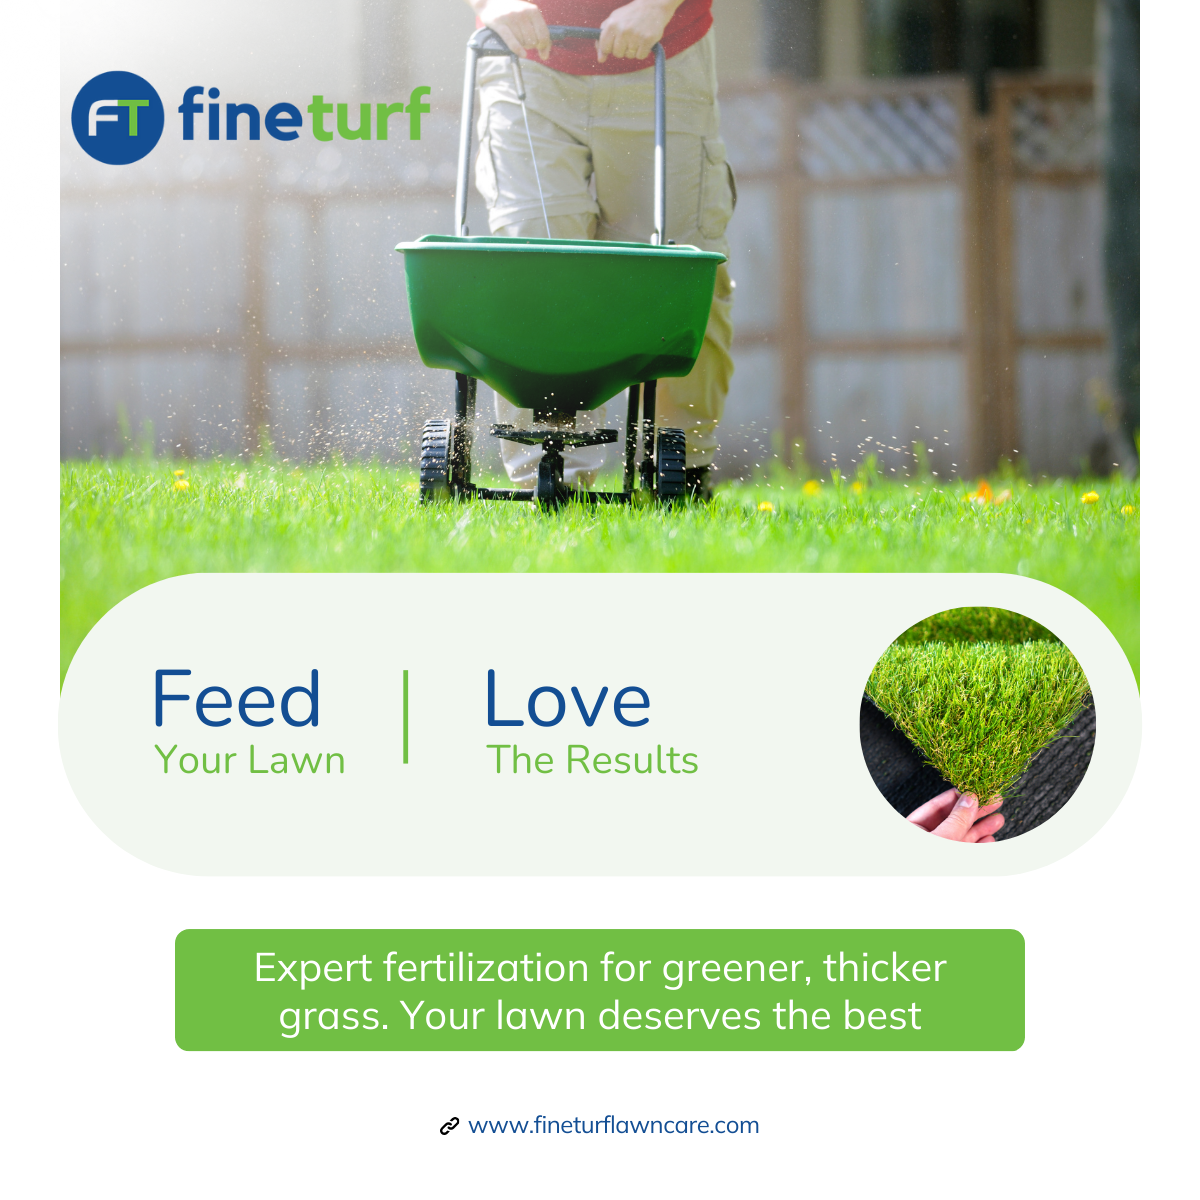 FT fineturf
Feed
Your Lawn
Love
The Results
Expert fertilization for greener, thicker
grass. Your lawn deserves the best
www.fineturflawncare.com